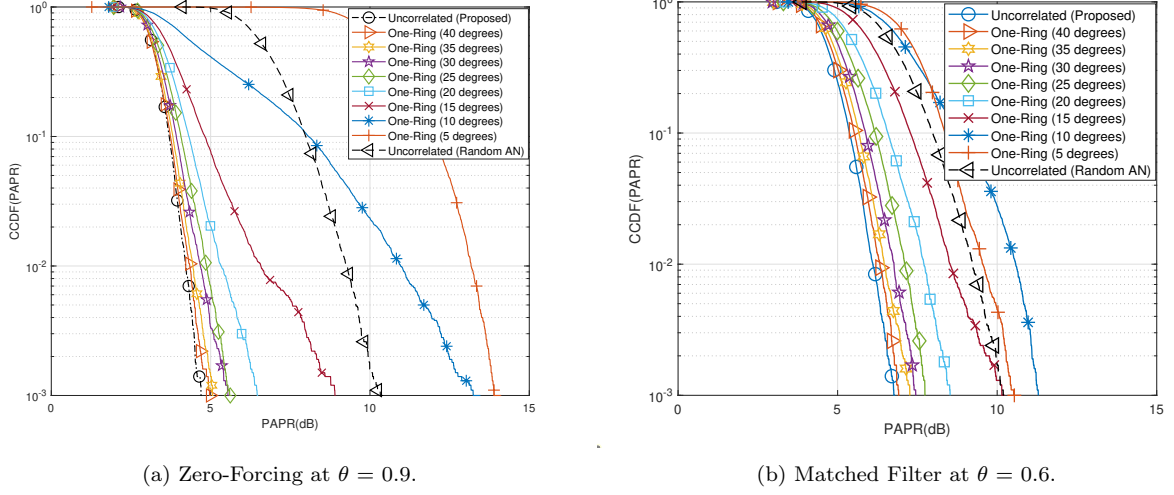 10^0
10^-1
10^-2
10^-3
CCDF(PAPR)
0
5
10
15
PAPR(dB)
Uncorrelated (Proposed)
One-Ring (40 degrees)
One-Ring (35 degrees)
One-Ring (30 degrees)
One-Ring (25 degrees)
One-Ring (20 degrees)
One-Ring (15 degrees)
One-Ring (10 degrees)
One-Ring (5 degrees)
Uncorrelated (Random AN)
(a) Zero-Forcing at θ = 0.9.
10^0
10^-1
10^-2
10^-3
CCDF(PAPR)
0
5
10
15
PAPR(dB)
Uncorrelated (Proposed)
One-Ring (40 degrees)
One-Ring (35 degrees)
One-Ring (30 degrees)
One-Ring (25 degrees)
One-Ring (20 degrees)
One-Ring (15 degrees)
One-Ring (10 degrees)
One-Ring (5 degrees)
Uncorrelated (Random AN)
(b) Matched Filter at θ = 0.6.